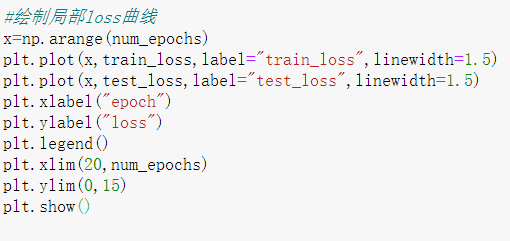 #绘制局部loss曲线
x=np.arange(num_epochs)
plt.plot(x,train_loss,label="train_loss",linewidth=1.5)
plt.plot(x,test_loss,label="test_loss",linewidth=1.5)
plt.xlabel("epoch")
plt.ylabel("loss")
plt.legend()
plt.xlim(20,num_epochs)
plt.ylim(0,15)
plt.show()